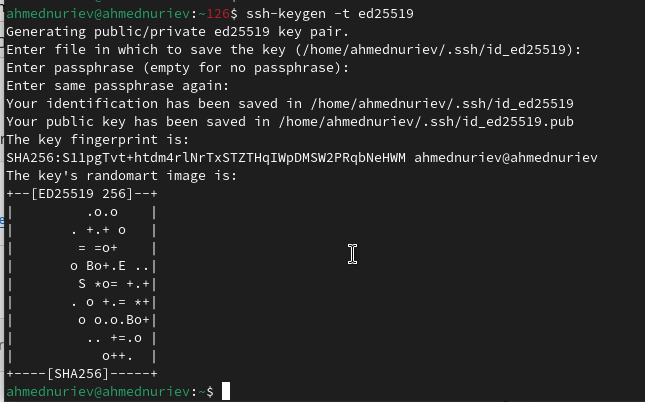 ahmednuriev@ahmednuriev:~126$ ssh-keygen -t ed25519
Generating public/private ed25519 key pair.
Enter file in which to save the key (/home/ahmednuriev/.ssh/id_ed25519):
Enter passphrase (empty for no passphrase):
Enter same passphrase again:
Your identification has been saved in /home/ahmednuriev/.ssh/id_ed25519
Your public key has been saved in /home/ahmednuriev/.ssh/id_ed25519.pub
The key fingerprint is:
SHA256:S11pgTvt+htdm4rlNrTxSTZTHqIWpDMSW2PRqbNeHWM ahmednuriev@ahmednuriev
The key's randomart image is:
+--[ED25519 256]--+
|         .o.o    |
|       . +.+ o   |
|        = =o+    |
|       o Bo+.E ..|
|        S *o= +.+|
|       . o +.= *+|
|        o o.o.Bo+|
|         .. +=.o |
|           o++.  |
+----[SHA256]-----+
ahmednuriev@ahmednuriev:~$